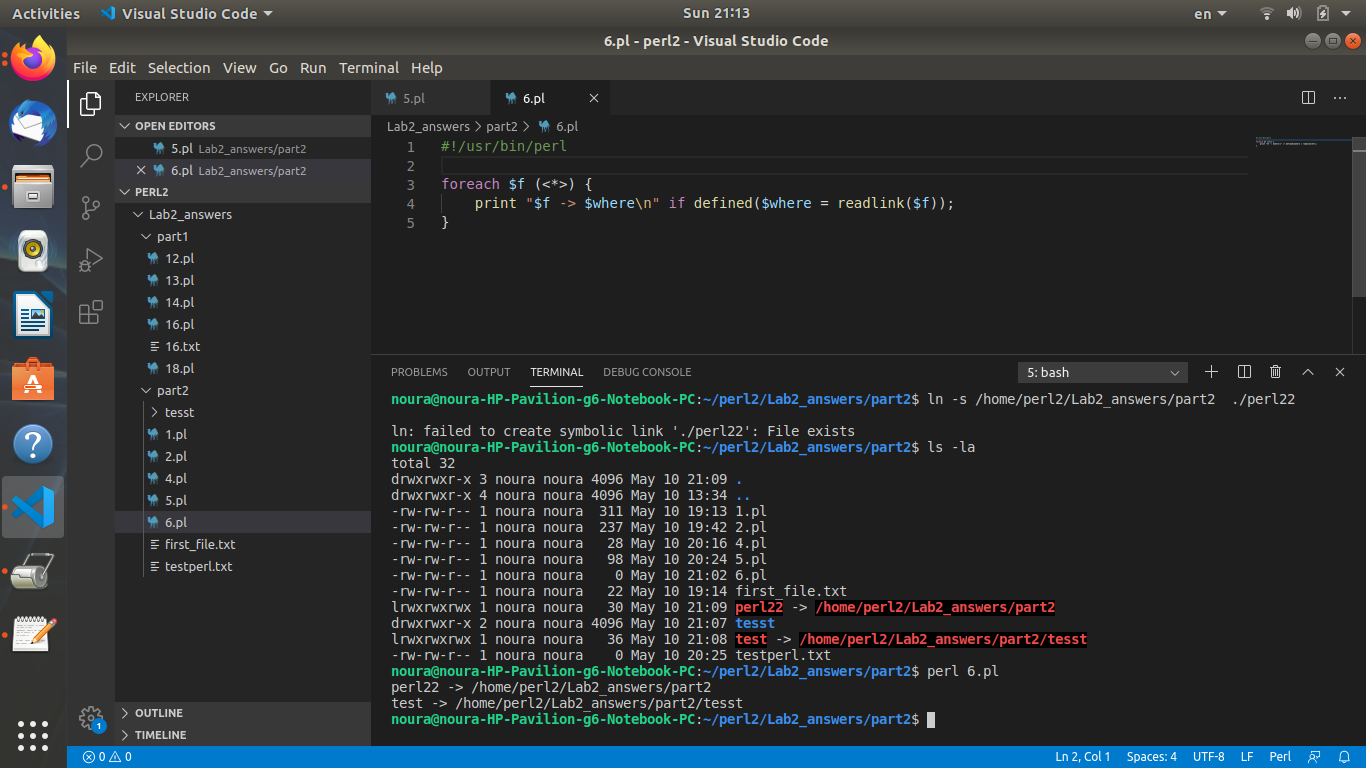 Activities
Visual Studio Code
Sun 21:13
en
6.pl - perl2 - Visual Studio Code
File Edit Selection View Go Run Terminal Help
EXPLORER
OPEN EDITORS
5.pl Lab2_answers/part2
6.pl Lab2_answers/part2
PERL2
Lab2_answers
part1
12.pl
13.pl
14.pl
16.pl
16.txt
18.pl
part2
tesst
1.pl
2.pl
4.pl
5.pl
6.pl
first_file.txt
testperl.txt
OUTLINE
TIMELINE
1
5.pl
6.pl
Lab2_answers > part2 > 6.pl
1 #!/usr/bin/perl
2
3 foreach $f (<*>) {
4     print "$f -> $where\n" if defined($where = readlink($f));
5 }
PROBLEMS OUTPUT TERMINAL DEBUG CONSOLE
5: bash
noura@noura-HP-Pavilion-g6-Notebook-PC:~/perl2/Lab2_answers/part2$ ln -s /home/perl2/Lab2_answers/part2  ./perl22
ln: failed to create symbolic link './perl22': File exists
noura@noura-HP-Pavilion-g6-Notebook-PC:~/perl2/Lab2_answers/part2$ ls -la
total 32
drwxrwxr-x 3 noura noura 4096 May 10 21:09 .
drwxrwxr-x 4 noura noura 4096 May 10 13:34 ..
-rw-rw-r-- 1 noura noura  311 May 10 19:13 1.pl
-rw-rw-r-- 1 noura noura  237 May 10 19:42 2.pl
-rw-rw-r-- 1 noura noura   28 May 10 20:16 4.pl
-rw-rw-r-- 1 noura noura   98 May 10 20:24 5.pl
-rw-rw-r-- 1 noura noura    0 May 10 21:02 6.pl
-rw-rw-r-- 1 noura noura   22 May 10 19:14 first_file.txt
lrwxrwxrwx 1 noura noura   30 May 10 21:09 perl22 -> /home/perl2/Lab2_answers/part2
drwxrwxr-x 2 noura noura 4096 May 10 21:07 tesst
lrwxrwxrwx 1 noura noura   36 May 10 21:08 test -> /home/perl2/Lab2_answers/part2/tesst
-rw-rw-r-- 1 noura noura    0 May 10 20:25 testperl.txt
noura@noura-HP-Pavilion-g6-Notebook-PC:~/perl2/Lab2_answers/part2$ perl 6.pl
perl22 -> /home/perl2/Lab2_answers/part2
test -> /home/perl2/Lab2_answers/part2/tesst
noura@noura-HP-Pavilion-g6-Notebook-PC:~/perl2/Lab2_answers/part2$
0 0
Ln 2, Col 1 Spaces: 4 UTF-8 LF Perl